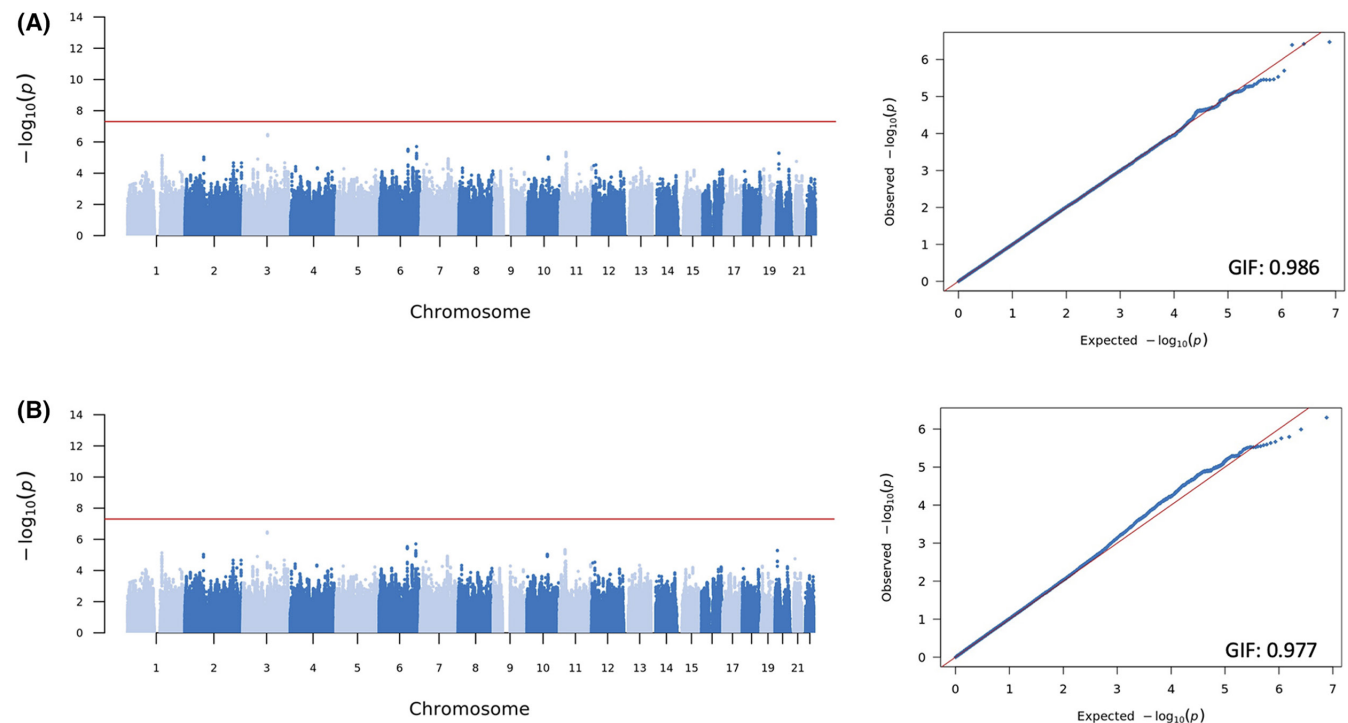 (A)
14
12
10
8
6
4
2
0
− log₁₀(p)
1 2 3 4 5 6 7 8 9 10 11 12 13 14 15 17 19 21
Chromosome
6
5
4
3
2
1
0
Observed − log₁₀(p)
GIF: 0.986
0 1 2 3 4 5 6 7
Expected − log₁₀(p)
(B)
14
12
10
8
6
4
2
0
− log₁₀(p)
1 2 3 4 5 6 7 8 9 10 11 12 13 14 15 17 19 21
Chromosome
6
5
4
3
2
1
0
Observed − log₁₀(p)
GIF: 0.977
0 1 2 3 4 5 6 7
Expected − log₁₀(p)